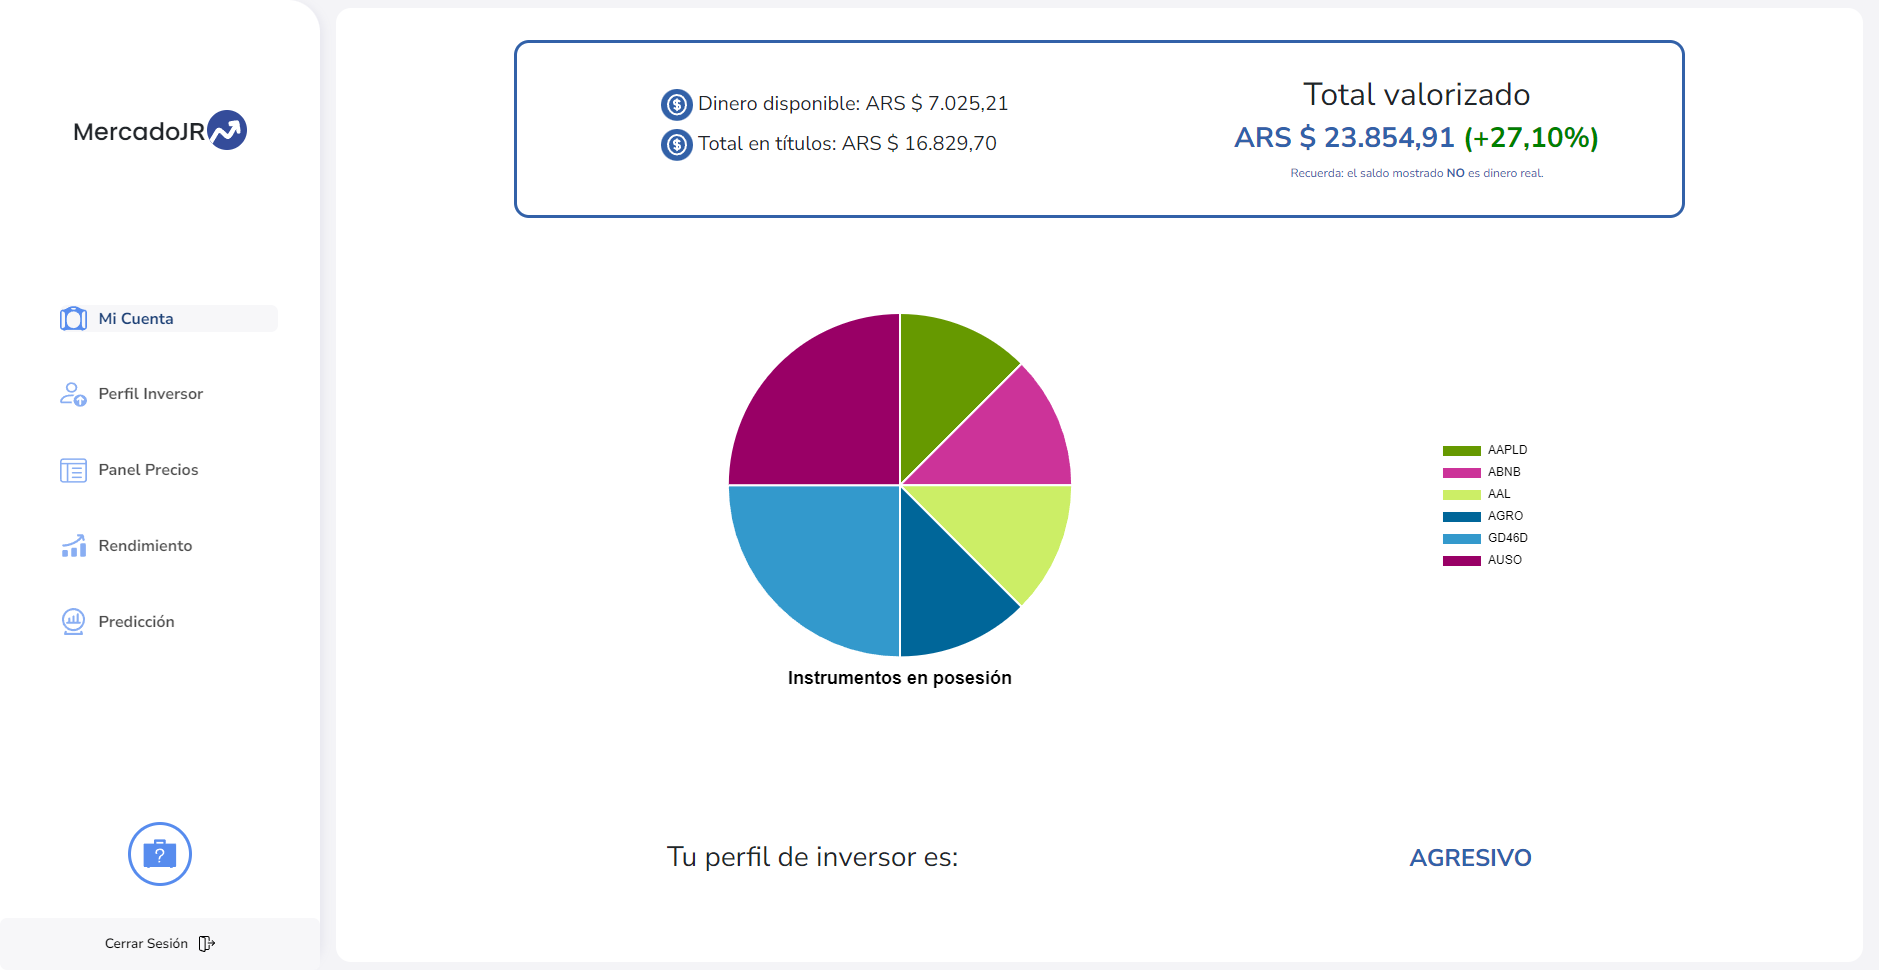 MercadoJR
Mi Cuenta
Perfil Inversor
Panel Precios
Rendimiento
Predicción
?
Cerrar Sesión
$ Dinero disponible: ARS $ 7.025,21
$ Total en títulos: ARS $ 16.829,70
Total valorizado
ARS $ 23.854,91 (+27,10%)
Recuerda: el saldo mostrado NO es dinero real.
Instrumentos en posesión
AAPLD
ABNB
AAL
AGRO
GD46D
AUSO
Tu perfil de inversor es:
AGRESIVO